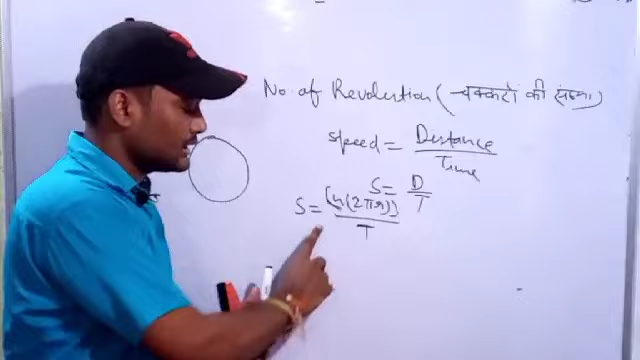 No. of Revolution (चक्करो की संख्या)
speed = Distance / Time
S = D / T
S = (n(2πr)) / T